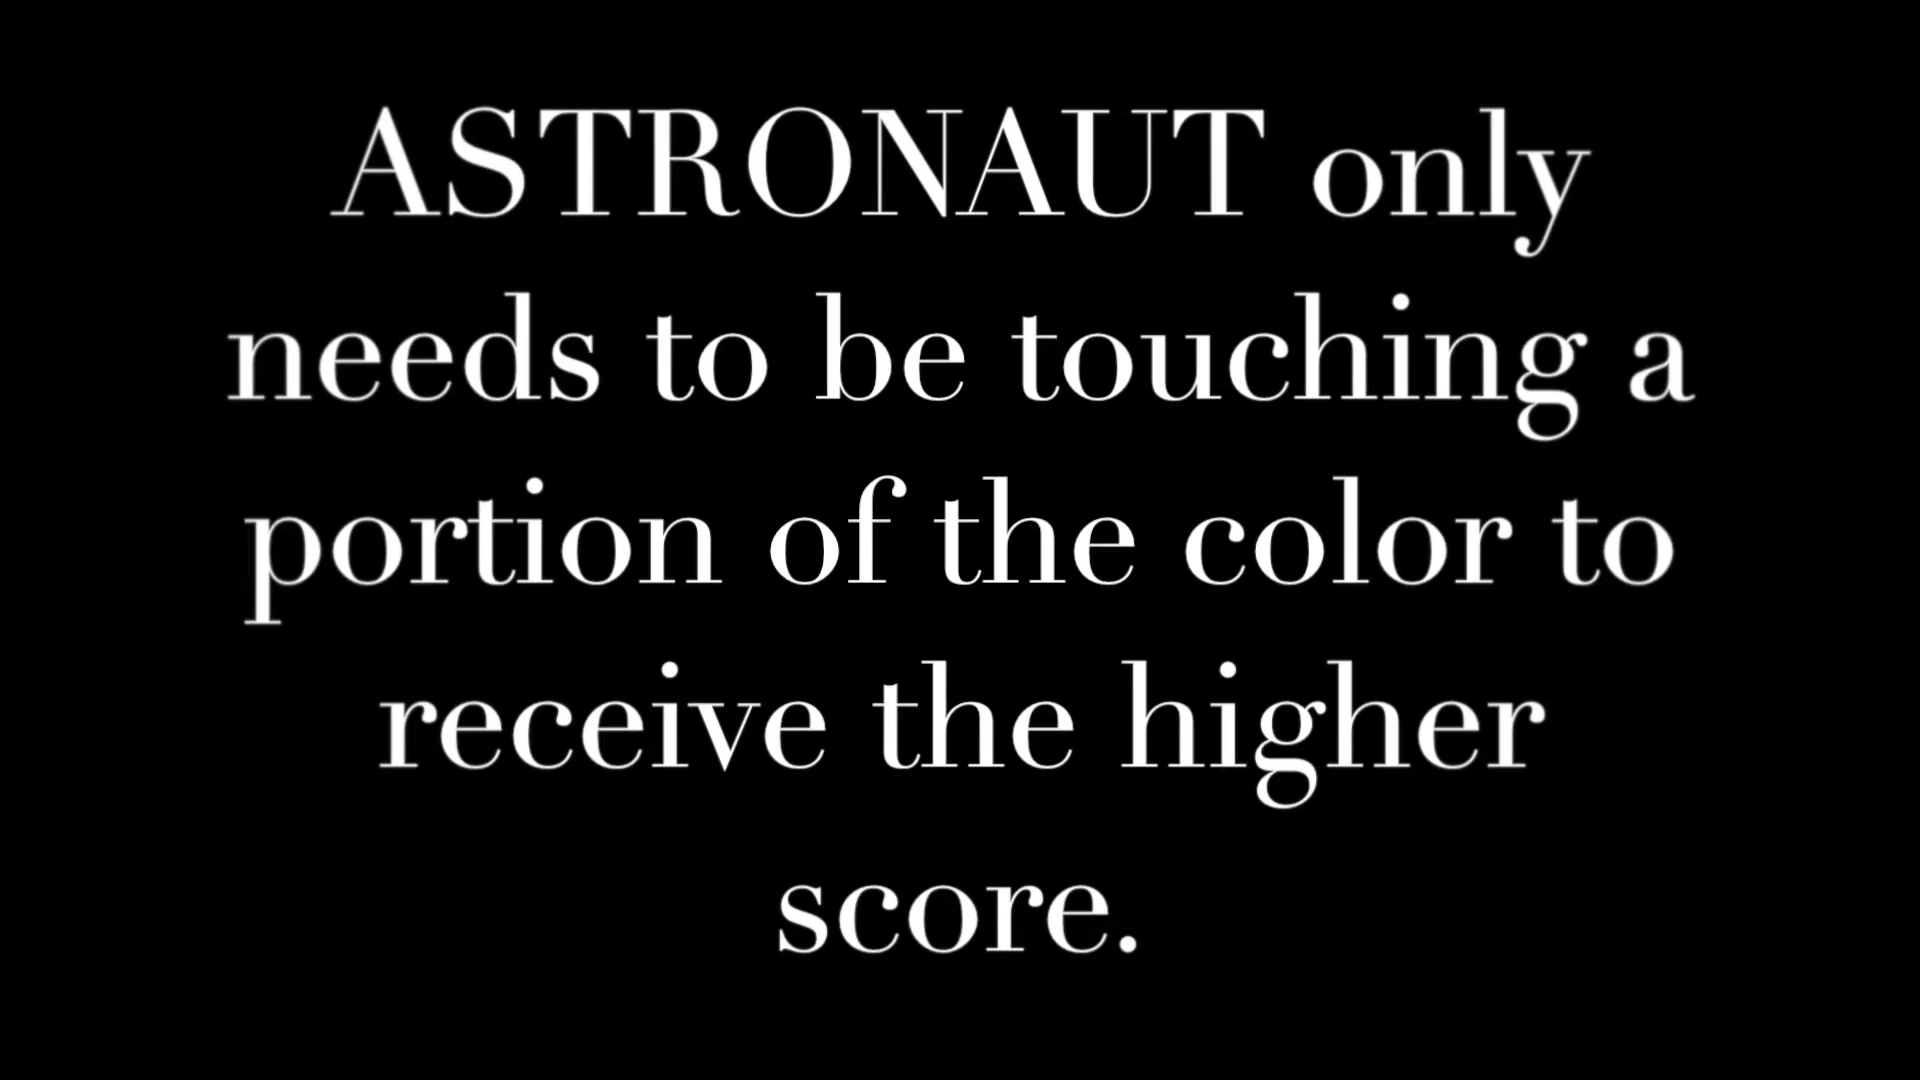 ASTRONAUT only
needs to be touching a
portion of the color to
receive the higher
score.